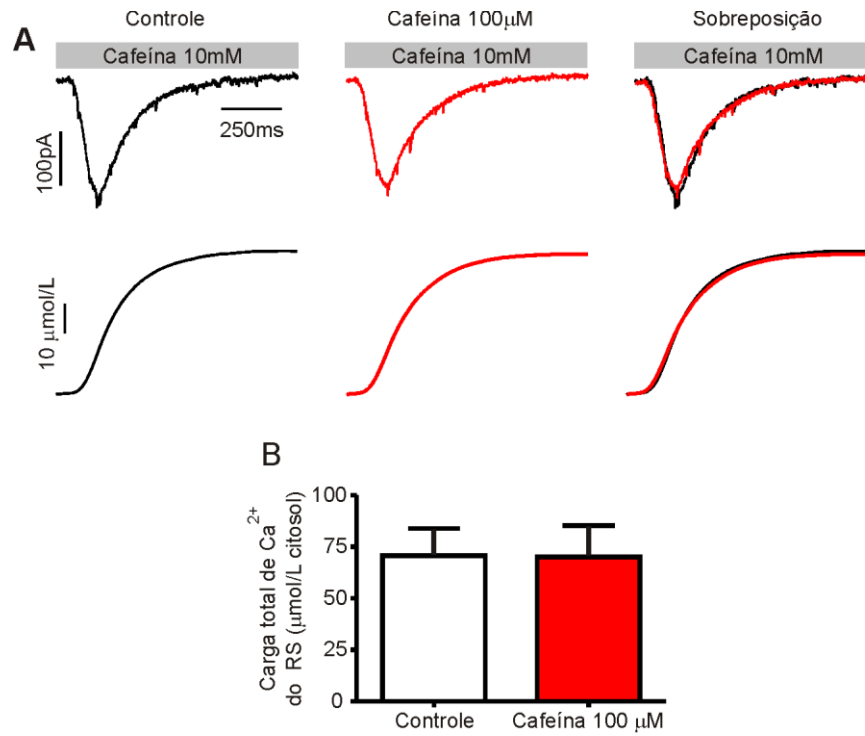 A
Controle
Cafeína 100μM
Sobreposição
Cafeína 10mM
Cafeína 10mM
Cafeína 10mM
250ms
100pA
10 μmol/L
B
Carga total de Ca²⁺
do RS (μmol/L citosol)
100
75
50
25
0
Controle
Cafeína 100 μM